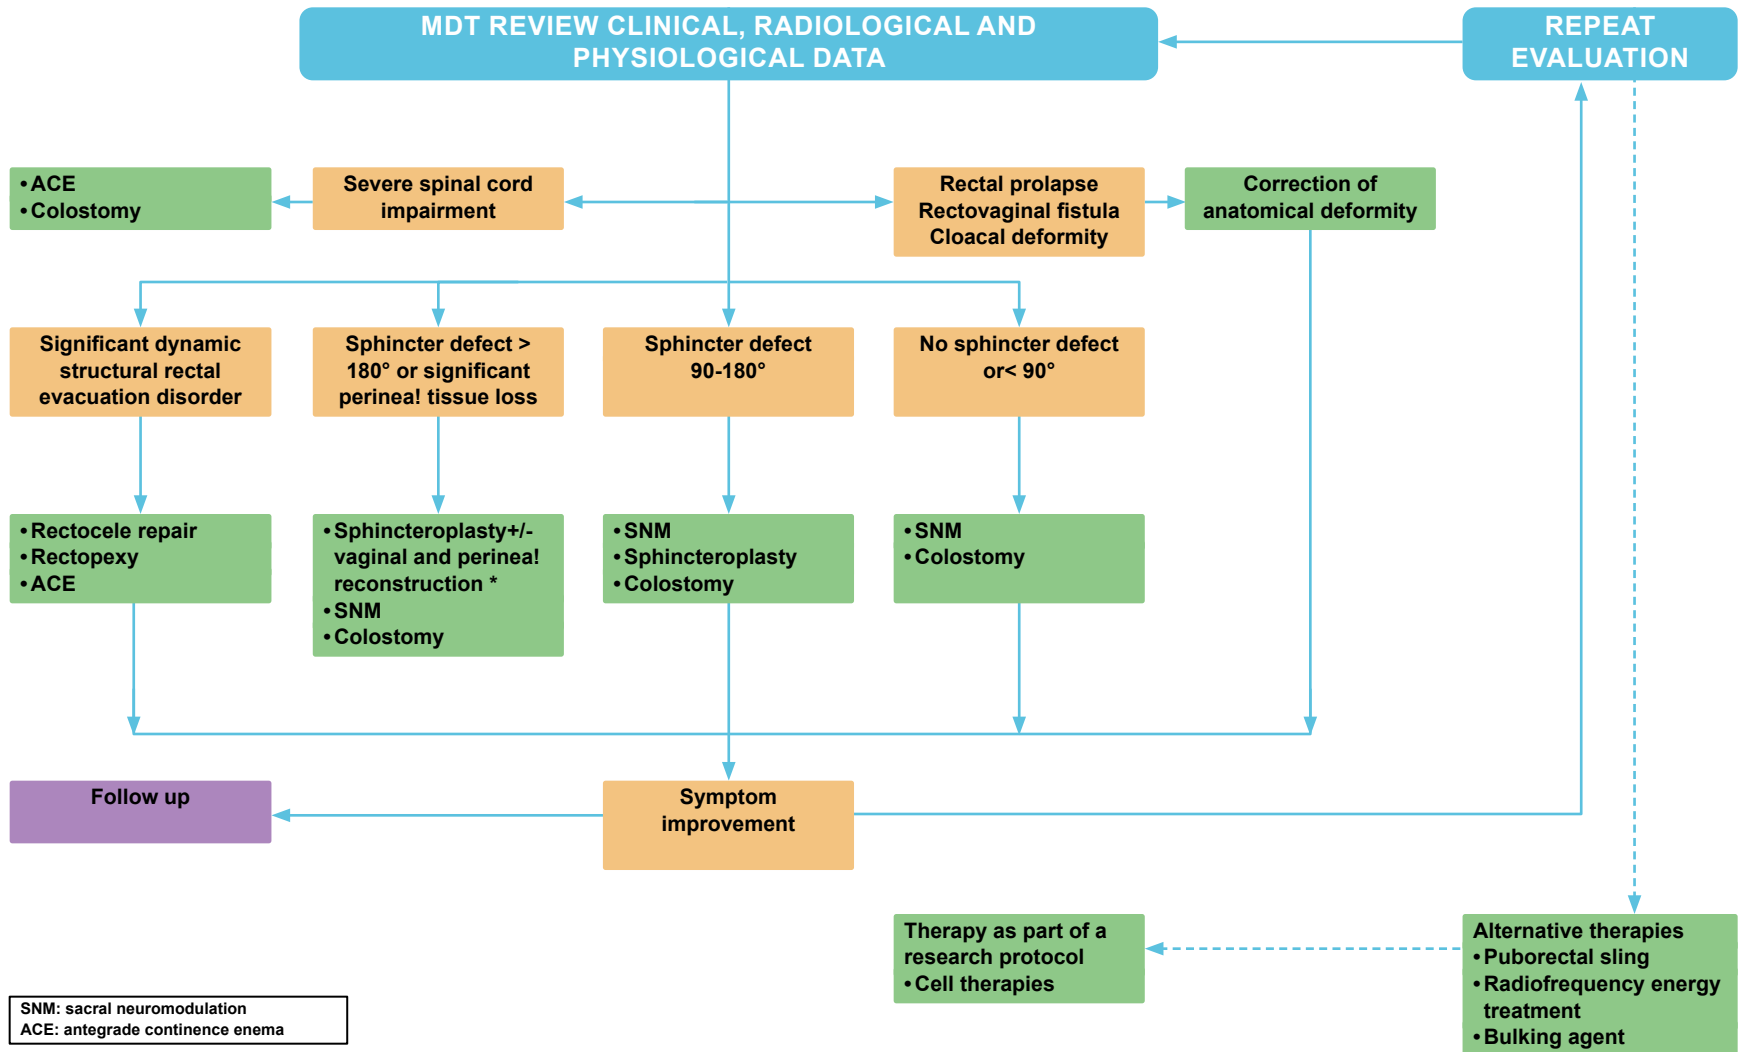 MDT REVIEW CLINICAL, RADIOLOGICAL AND
PHYSIOLOGICAL DATA
REPEAT
EVALUATION
•ACE
•Colostomy
Severe spinal cord
impairment
Rectal prolapse
Rectovaginal fistula
Cloacal deformity
Correction of
anatomical deformity
Significant dynamic
structural rectal
evacuation disorder
Sphincter defect >
180° or significant
perinea! tissue loss
Sphincter defect
90-180°
No sphincter defect
or< 90°
•Rectocele repair
•Rectopexy
•ACE
•Sphincteroplasty+/-
vaginal and perinea!
reconstruction *
•SNM
•Colostomy
•SNM
•Sphincteroplasty
•Colostomy
•SNM
•Colostomy
Follow up
Symptom
improvement
Therapy as part of a
research protocol
•Cell therapies
Alternative therapies
•Puborectal sling
•Radiofrequency energy
treatment
•Bulking agent
SNM: sacral neuromodulation
ACE: antegrade continence enema